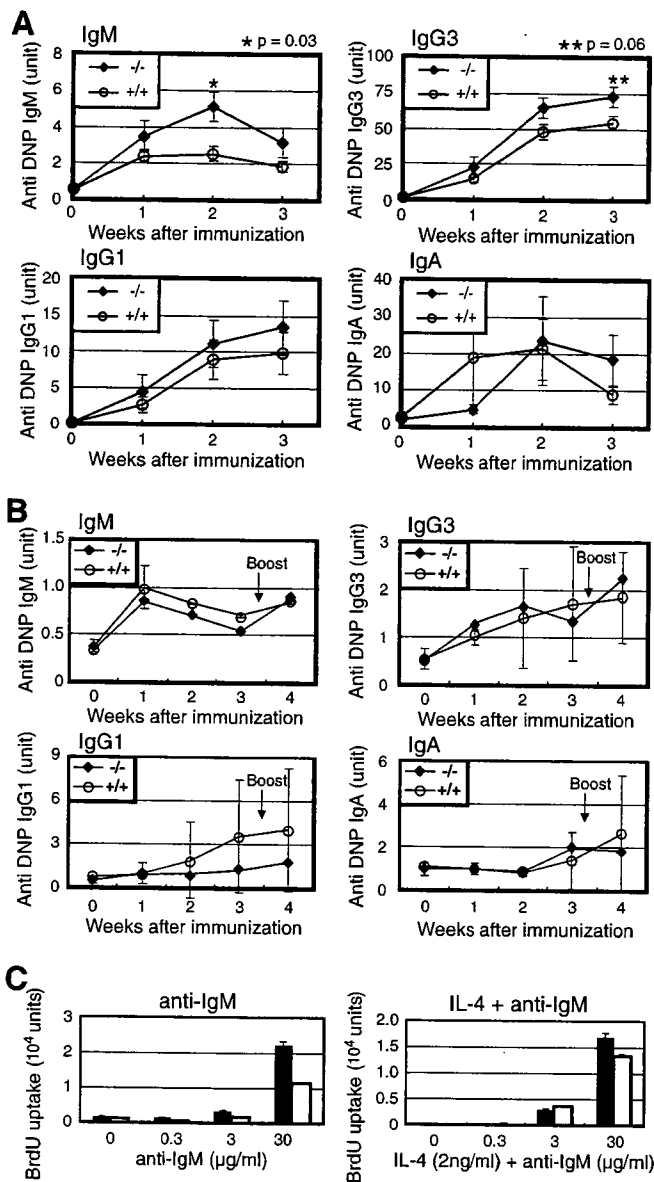 A
IgM
* p = 0.03
Anti DNP IgM (unit)
8
6
4
2
0
-/-
+/+
*
0 1 2 3
Weeks after immunization
IgG3
** p = 0.06
Anti DNP IgG3 (unit)
100
75
50
25
0
-/-
+/+
**
0 1 2 3
Weeks after immunization
IgG1
Anti DNP IgG1 (unit)
20
15
10
5
0
-/-
+/+
0 1 2 3
Weeks after immunization
IgA
Anti DNP IgA (unit)
40
30
20
10
0
-/-
+/+
0 1 2 3
Weeks after immunization
B
IgM
Anti DNP IgM (unit)
1.5
1.0
0.5
0
-/-
+/+
Boost
0 1 2 3 4
Weeks after immunization
IgG3
Anti DNP IgG3 (unit)
3
2
1
0
-/-
+/+
Boost
0 1 2 3 4
Weeks after immunization
IgG1
Anti DNP IgG1 (unit)
9
6
3
0
-/-
+/+
Boost
0 1 2 3 4
Weeks after immunization
IgA
Anti DNP IgA (unit)
6
4
2
0
-/-
+/+
Boost
0 1 2 3 4
Weeks after immunization
C
anti-IgM
BrdU uptake (10⁴ units)
3
2
1
0
0 0.3 3 30
anti-IgM (µg/ml)
IL-4 + anti-IgM
BrdU uptake (10⁴ units)
2.0
1.5
1.0
0.5
0
0 0.3 3 30
IL-4 (2ng/ml) + anti-IgM (µg/ml)